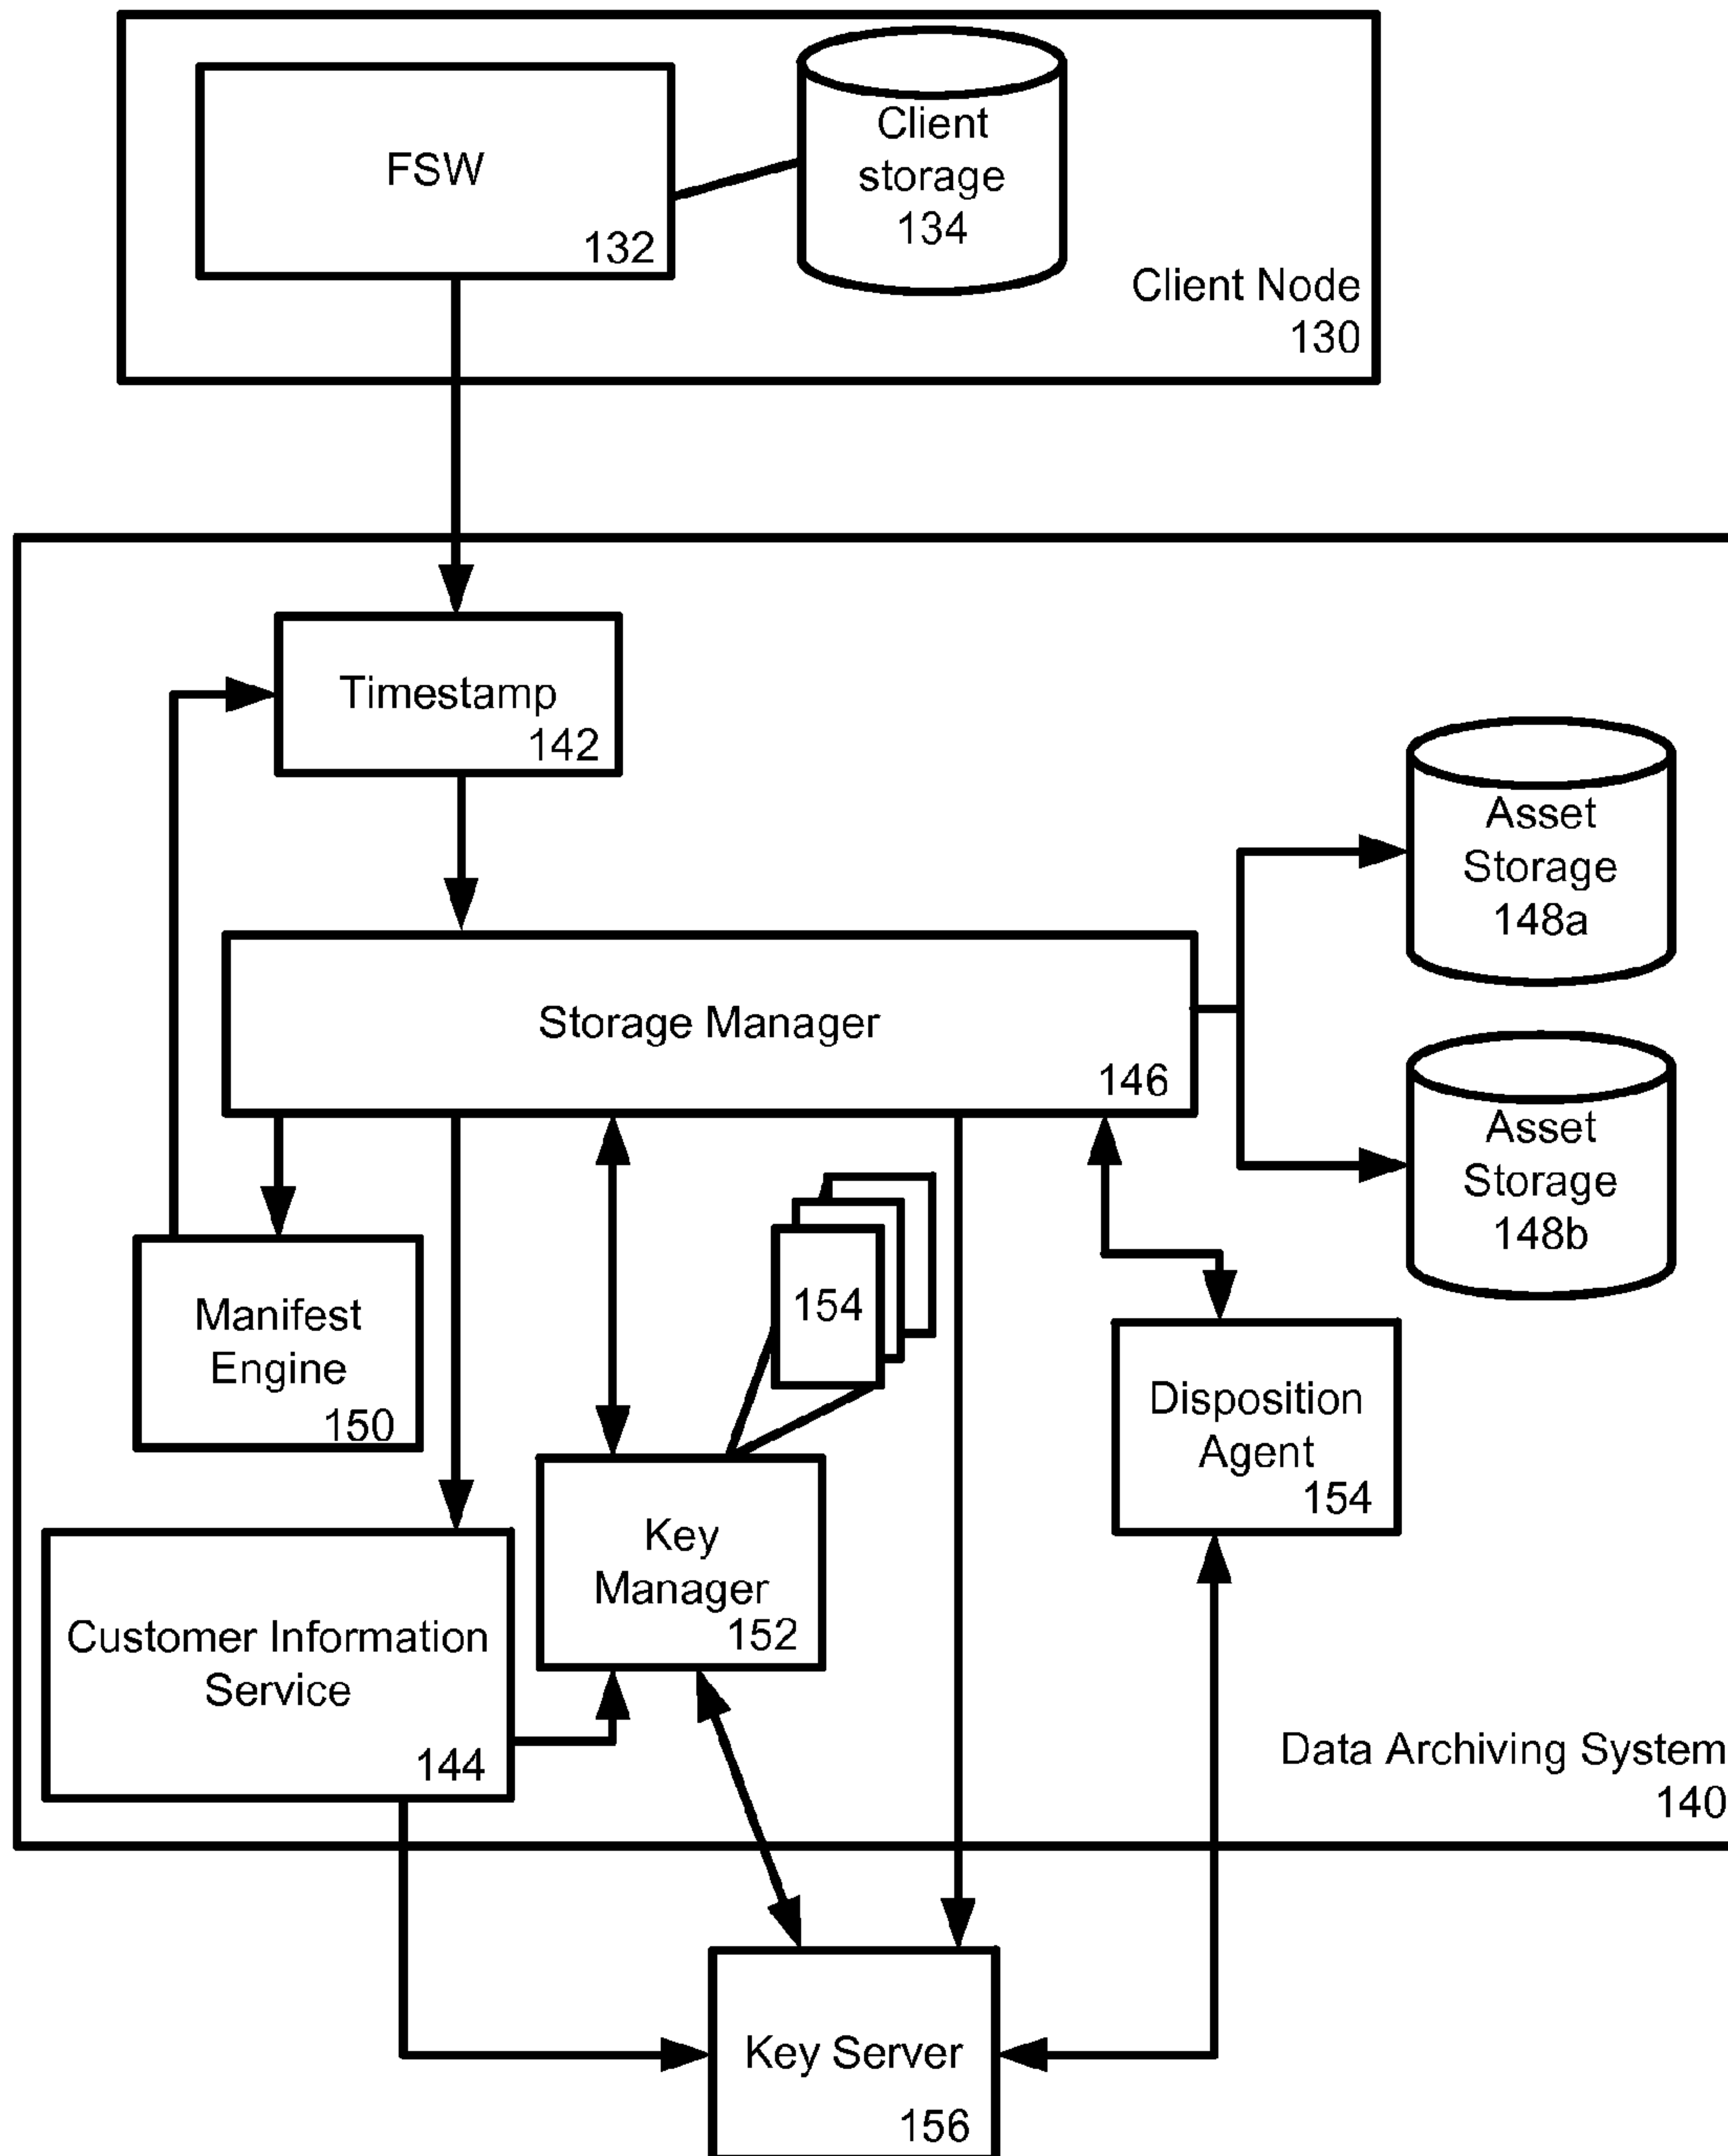 FSW
132
Client
storage
134
Client Node
130
Timestamp
142
Asset
Storage
148a
Storage Manager
146
Asset
Storage
148b
Manifest
Engine
150
154
Disposition
Agent
154
Key
Manager
152
Customer Information
Service
144
Data Archiving System
140
Key Server
156